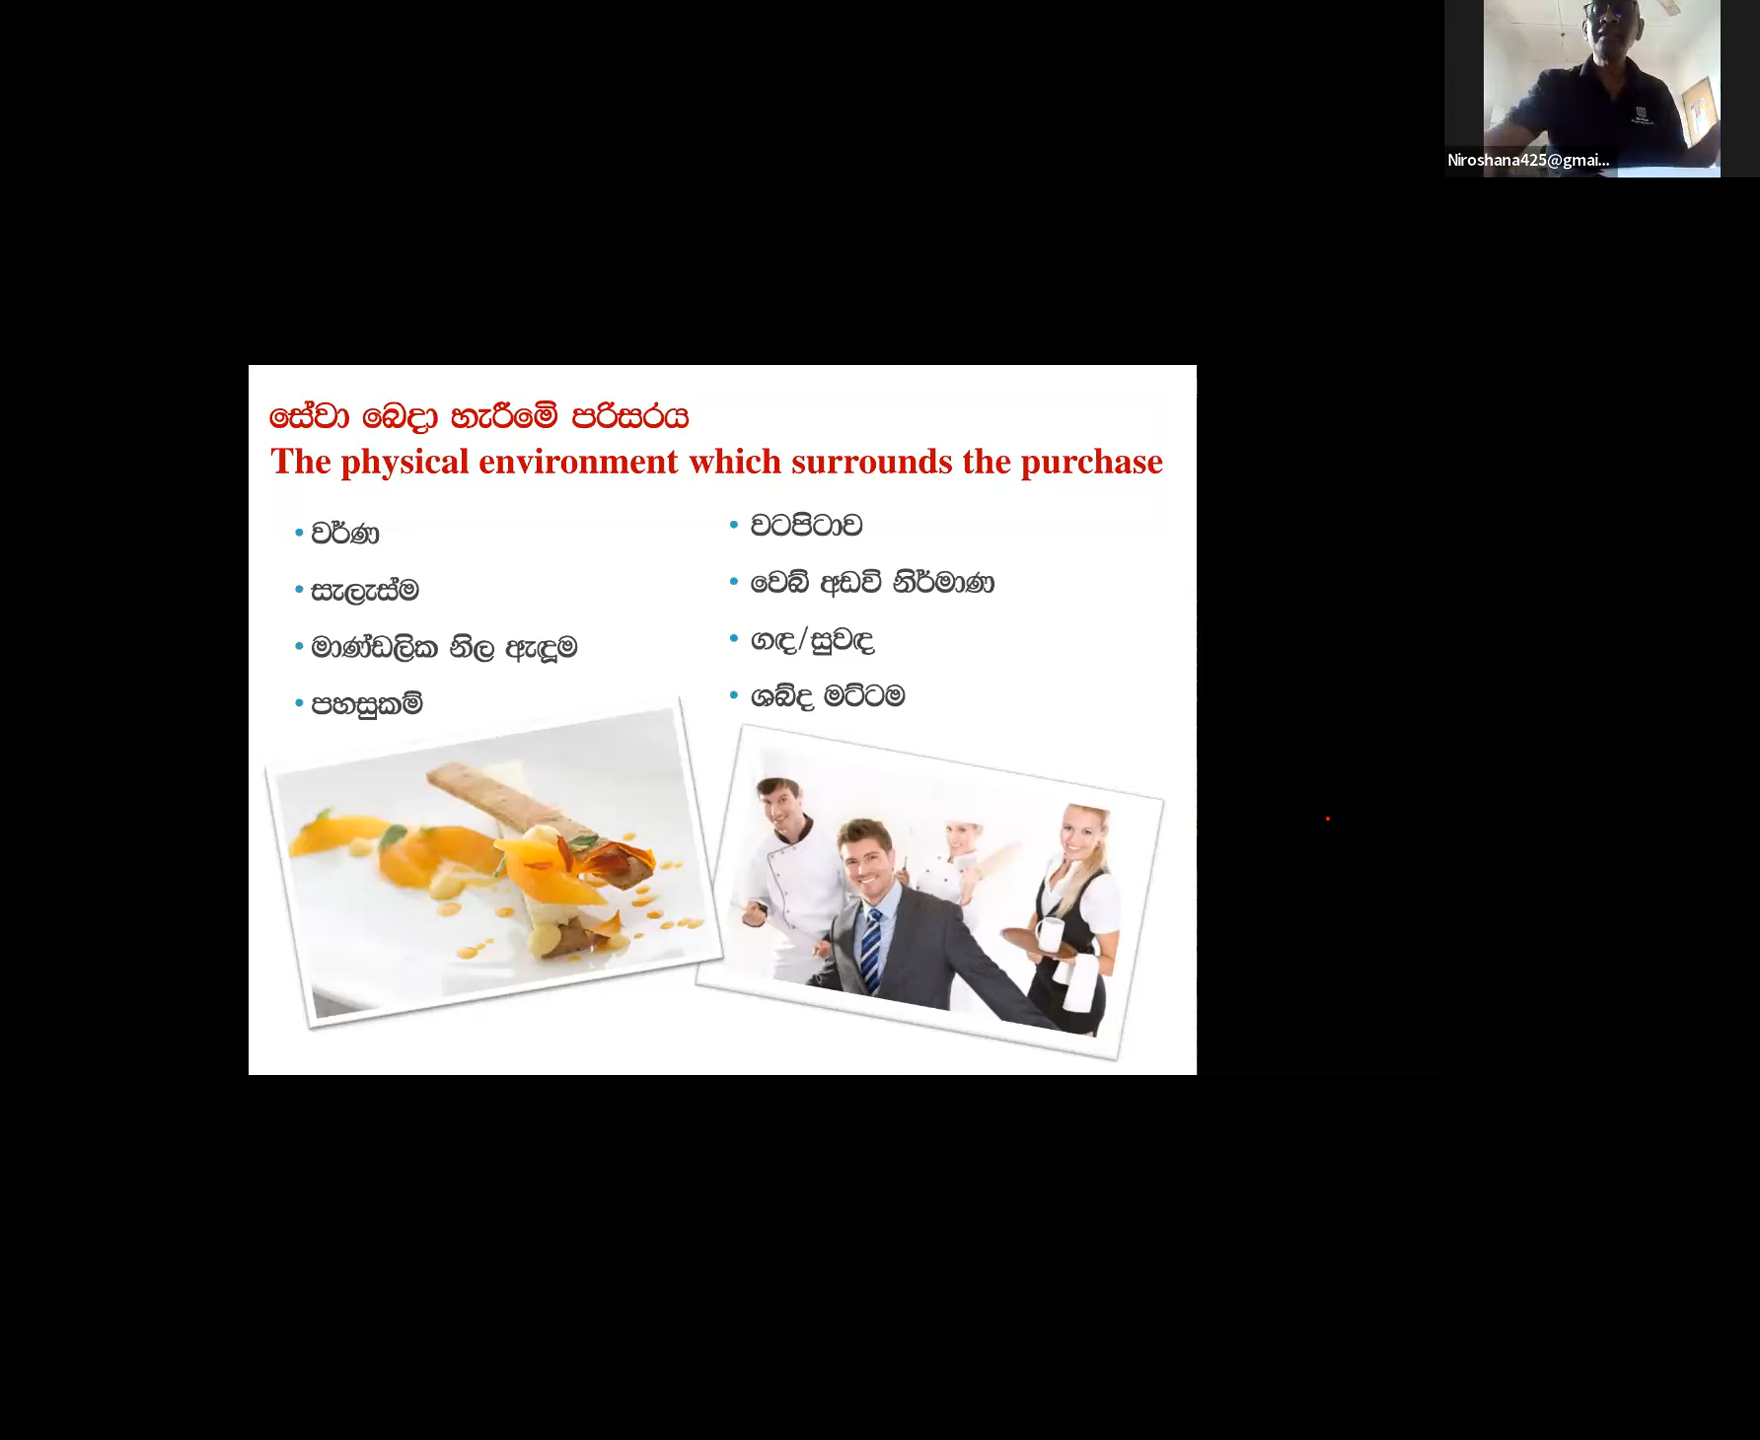 Niroshana425@gmai...
සේවා බෙදා හැරීමේ පරිසරය
The physical environment which surrounds the purchase
• වර්ණ
• සැලැස්ම
• මාණ්ඩලික නිල ඇඳූම
• පහසුකම්
• වටපිටාව
• වෙබ් අඩවි නිර්මාණ
• ගඳ/සුවඳ
• ශබ්ද මට්ටම